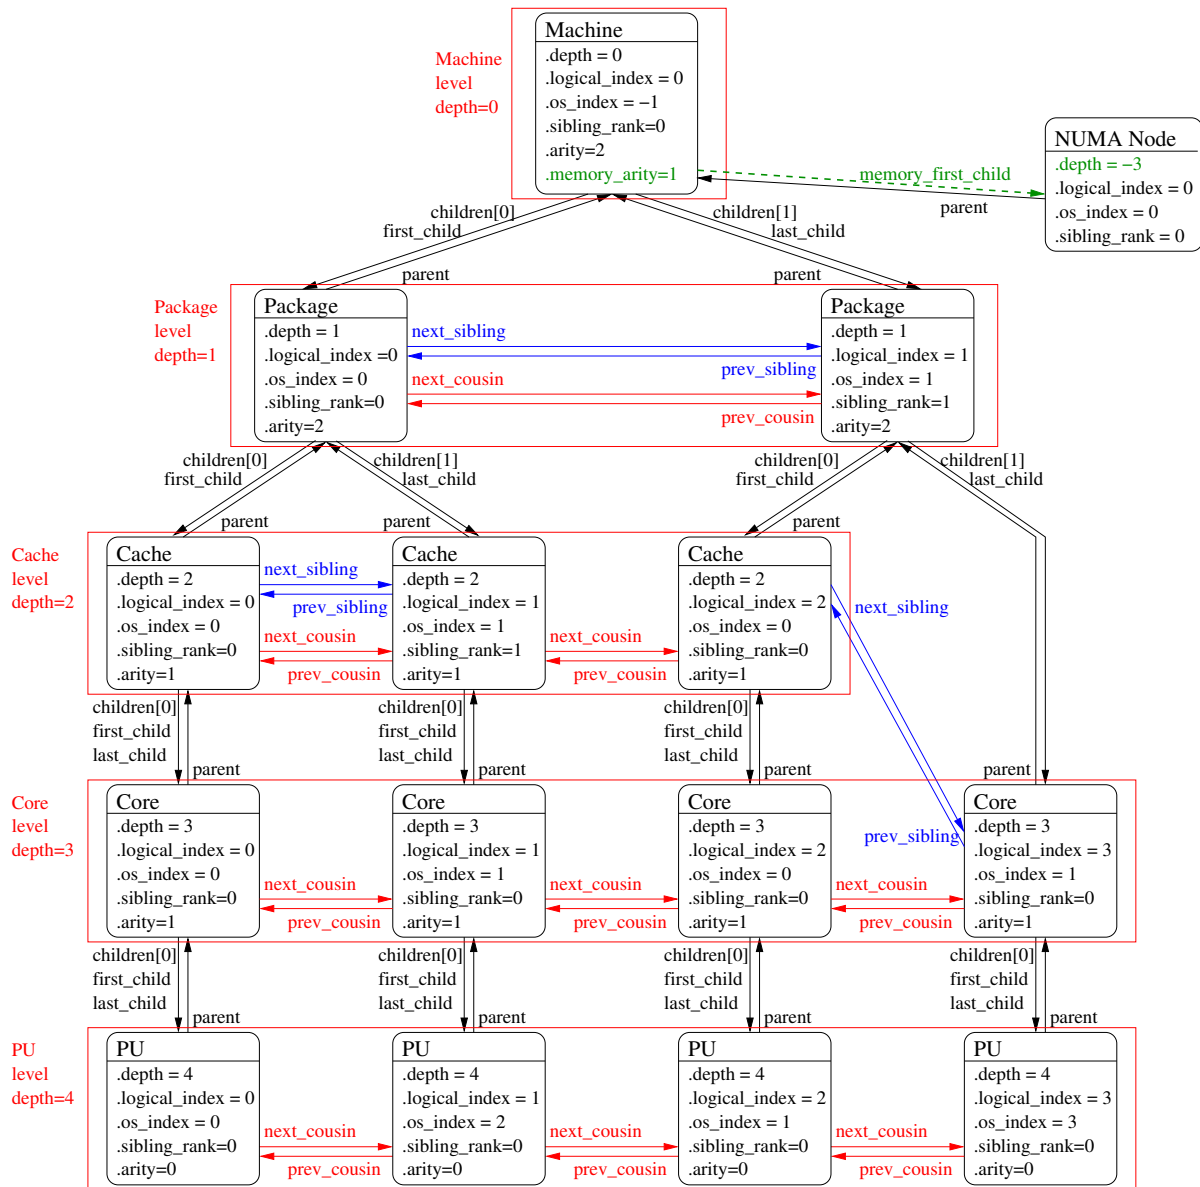 Machine
level
depth=0
Machine
.depth = 0
.logical_index = 0
.os_index = −1
.sibling_rank=0
.arity=2
.memory_arity=1
memory_first_child
parent
NUMA Node
.depth = −3
.logical_index = 0
.os_index = 0
.sibling_rank = 0
children[0]
first_child
parent
children[1]
last_child
parent
Package
level
depth=1
Package
.depth = 1
.logical_index =0
.os_index = 0
.sibling_rank=0
.arity=2
next_sibling
prev_sibling
next_cousin
prev_cousin
Package
.depth = 1
.logical_index = 1
.os_index = 1
.sibling_rank=1
.arity=2
children[0]
first_child
parent
children[1]
last_child
parent
children[0]
first_child
parent
children[1]
last_child
Cache
level
depth=2
Cache
.depth = 2
.logical_index = 0
.os_index = 0
.sibling_rank=0
.arity=1
next_sibling
prev_sibling
next_cousin
prev_cousin
Cache
.depth = 2
.logical_index = 1
.os_index = 1
.sibling_rank=1
.arity=1
next_cousin
prev_cousin
Cache
.depth = 2
.logical_index = 2
.os_index = 0
.sibling_rank=0
.arity=1
next_sibling
prev_sibling
children[0]
first_child
last_child
parent
children[0]
first_child
last_child
parent
children[0]
first_child
last_child
parent
parent
Core
level
depth=3
Core
.depth = 3
.logical_index = 0
.os_index = 0
.sibling_rank=0
.arity=1
next_cousin
prev_cousin
Core
.depth = 3
.logical_index = 1
.os_index = 1
.sibling_rank=0
.arity=1
next_cousin
prev_cousin
Core
.depth = 3
.logical_index = 2
.os_index = 0
.sibling_rank=0
.arity=1
next_cousin
prev_cousin
Core
.depth = 3
.logical_index = 3
.os_index = 1
.sibling_rank=0
.arity=1
children[0]
first_child
last_child
parent
children[0]
first_child
last_child
parent
children[0]
first_child
last_child
parent
children[0]
first_child
last_child
parent
PU
level
depth=4
PU
.depth = 4
.logical_index = 0
.os_index = 0
.sibling_rank=0
.arity=0
next_cousin
prev_cousin
PU
.depth = 4
.logical_index = 1
.os_index = 2
.sibling_rank=0
.arity=0
next_cousin
prev_cousin
PU
.depth = 4
.logical_index = 2
.os_index = 1
.sibling_rank=0
.arity=0
next_cousin
prev_cousin
PU
.depth = 4
.logical_index = 3
.os_index = 3
.sibling_rank=0
.arity=0